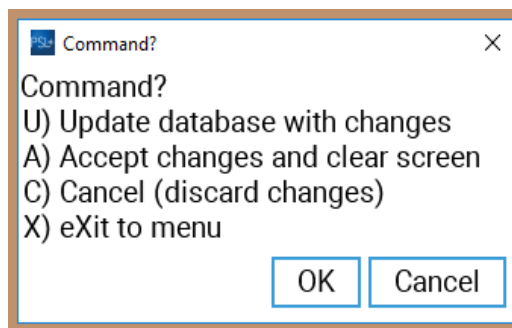 PSL+ Command?
Command?
U) Update database with changes
A) Accept changes and clear screen
C) Cancel (discard changes)
X) eXit to menu
OK Cancel